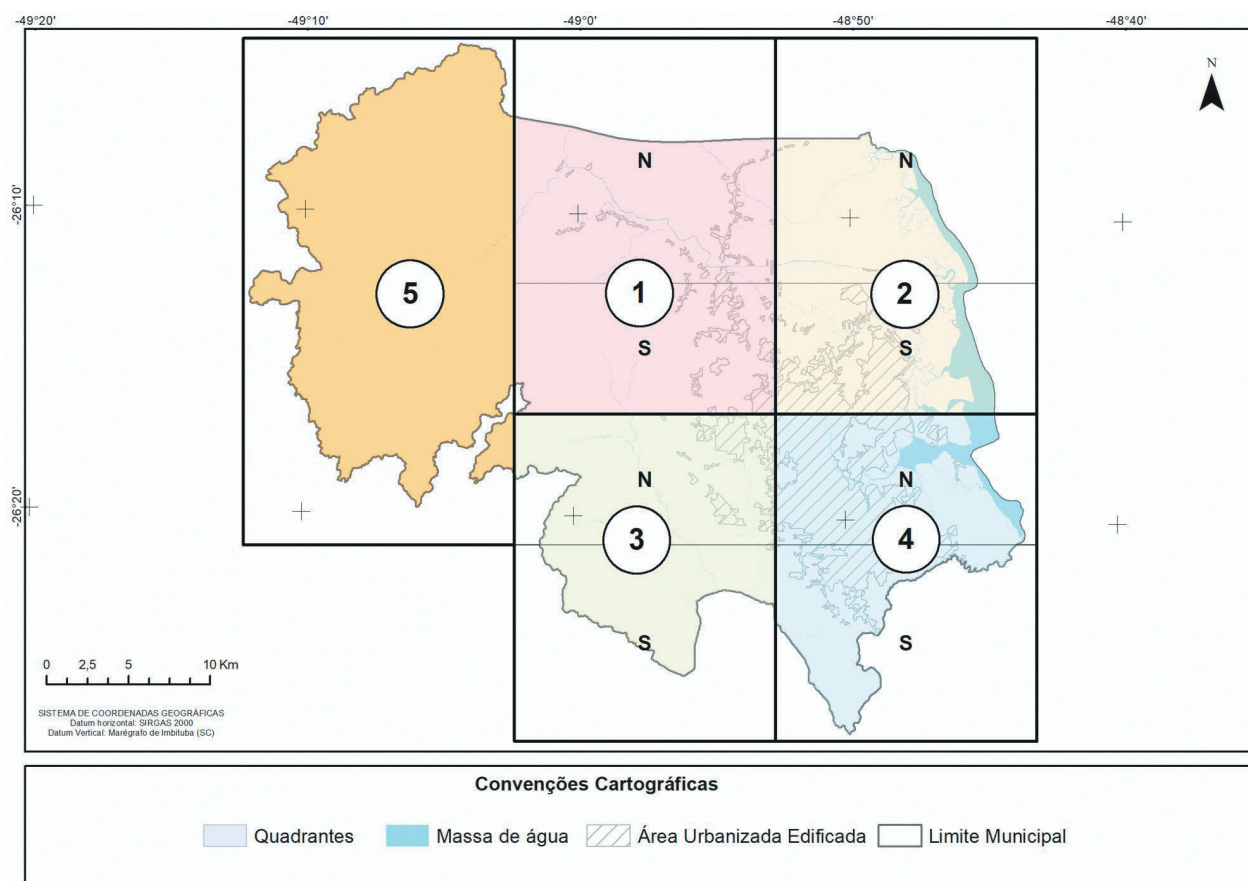 -49°20' -49°10' -49°0' -48°50' -48°40'
N
-26°10'
N N
5 1 2
S S
N N
-26°20'
3 4
S S
0 2,5 5 10 Km
SISTEMA DE COORDENADAS GEOGRÁFICAS
Datum horizontal: SIRGAS 2000
Datum Vertical: Marégrafo de Imbituba (SC)
Convenções Cartográficas
Quadrantes Massa de água Área Urbanizada Edificada Limite Municipal